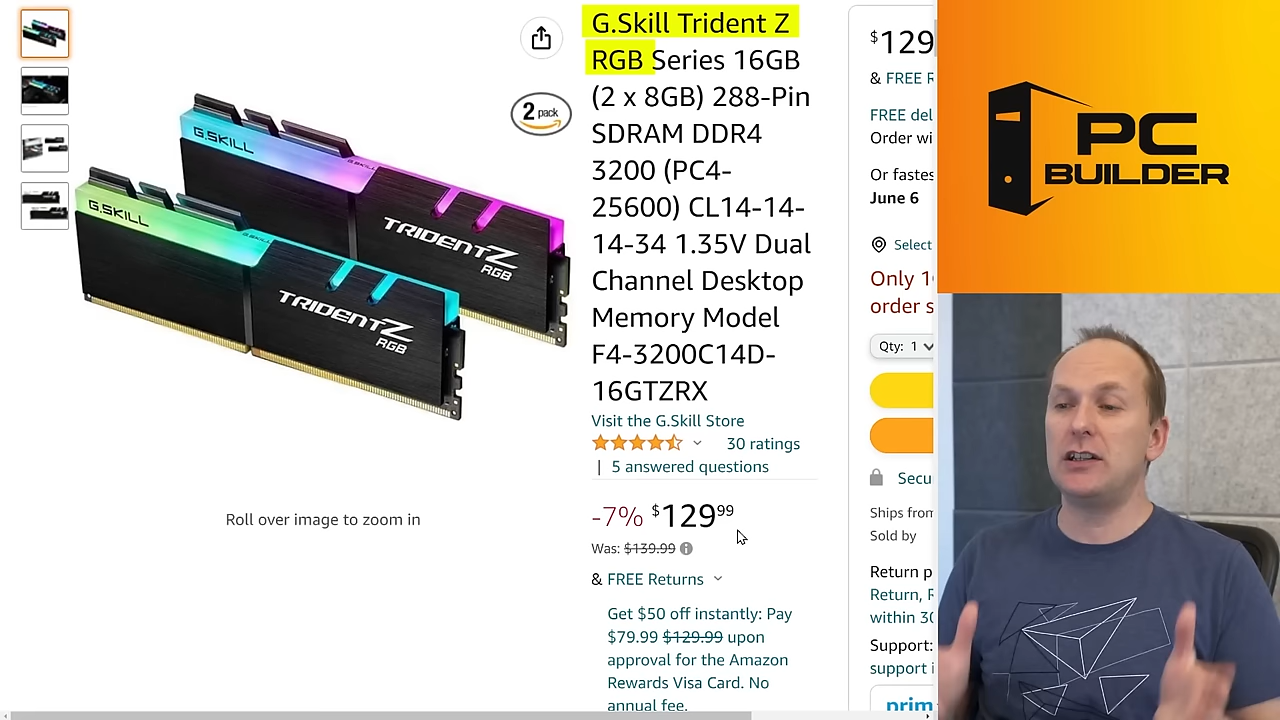 G.Skill Trident Z
RGB Series 16GB
(2 x 8GB) 288-Pin
SDRAM DDR4
3200 (PC4-
25600) CL14-14-
14-34 1.35V Dual
Channel Desktop
Memory Model
F4-3200C14D-
16GTZRX
Visit the G.Skill Store
30 ratings
| 5 answered questions
-7% $129 99
Was: $139.99
& FREE Returns
Get $50 off instantly: Pay
$79.99 $129.99 upon
approval for the Amazon
Rewards Visa Card. No
annual fee.
2 pack
G.SKILL
G.SKILL
TRIDENT Z
RGB
G.SKILL
G.SKILL
TRIDENT Z
RGB
Roll over image to zoom in
$129
& FREE R
FREE del
Order wi
Or fastes
June 6
Select
Only 1
order s
Qty: 1
Secu
Ships from
Sold by
Return p
Return, R
within 30
Support:
support i
prim
PC
BUILDER